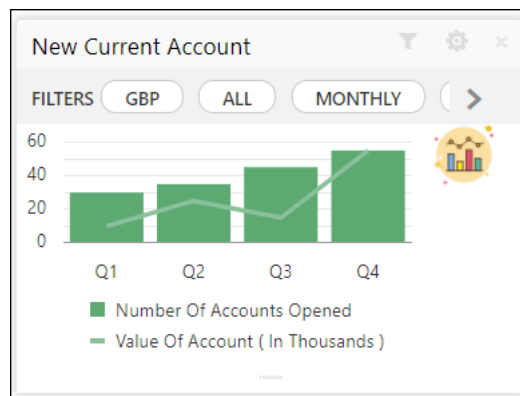 New Current Account
FILTERS GBP ALL MONTHLY
60
40
20
0
Q1 Q2 Q3 Q4
Number Of Accounts Opened
Value Of Account ( In Thousands )